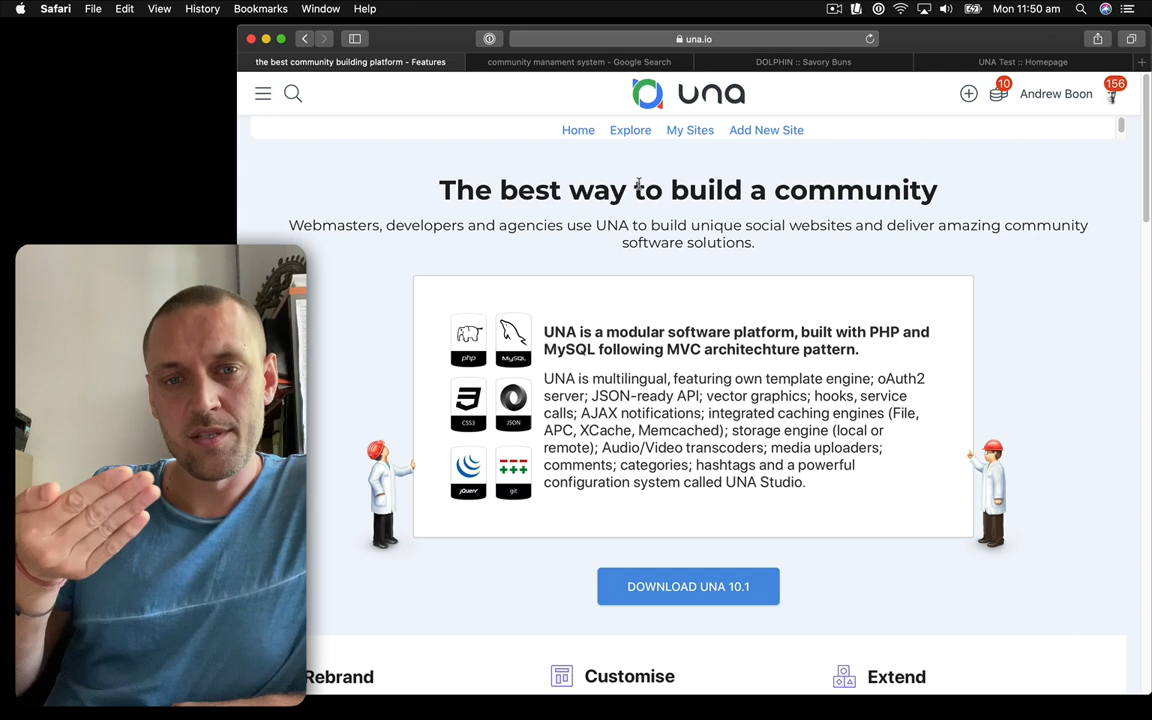 Safari File Edit View History Bookmarks Window Help Mon 11:50 am
una.io
the best community building platform - Features community manament system - Google Search DOLPHIN :: Savory Buns UNA Test :: Homepage
una 10 Andrew Boon 156
Home Explore My Sites Add New Site
The best way to build a community
Webmasters, developers and agencies use UNA to build unique social websites and deliver amazing community
software solutions.
php MySQL
CSS3 JSON
jQuery git
UNA is a modular software platform, built with PHP and
MySQL following MVC architechture pattern.
UNA is multilingual, featuring own template engine; oAuth2
server; JSON-ready API; vector graphics; hooks, service
calls; AJAX notifications; integrated caching engines (File,
APC, XCache, Memcached); storage engine (local or
remote); Audio/Video transcoders; media uploaders;
comments; categories; hashtags and a powerful
configuration system called UNA Studio.
DOWNLOAD UNA 10.1
Rebrand Customise Extend